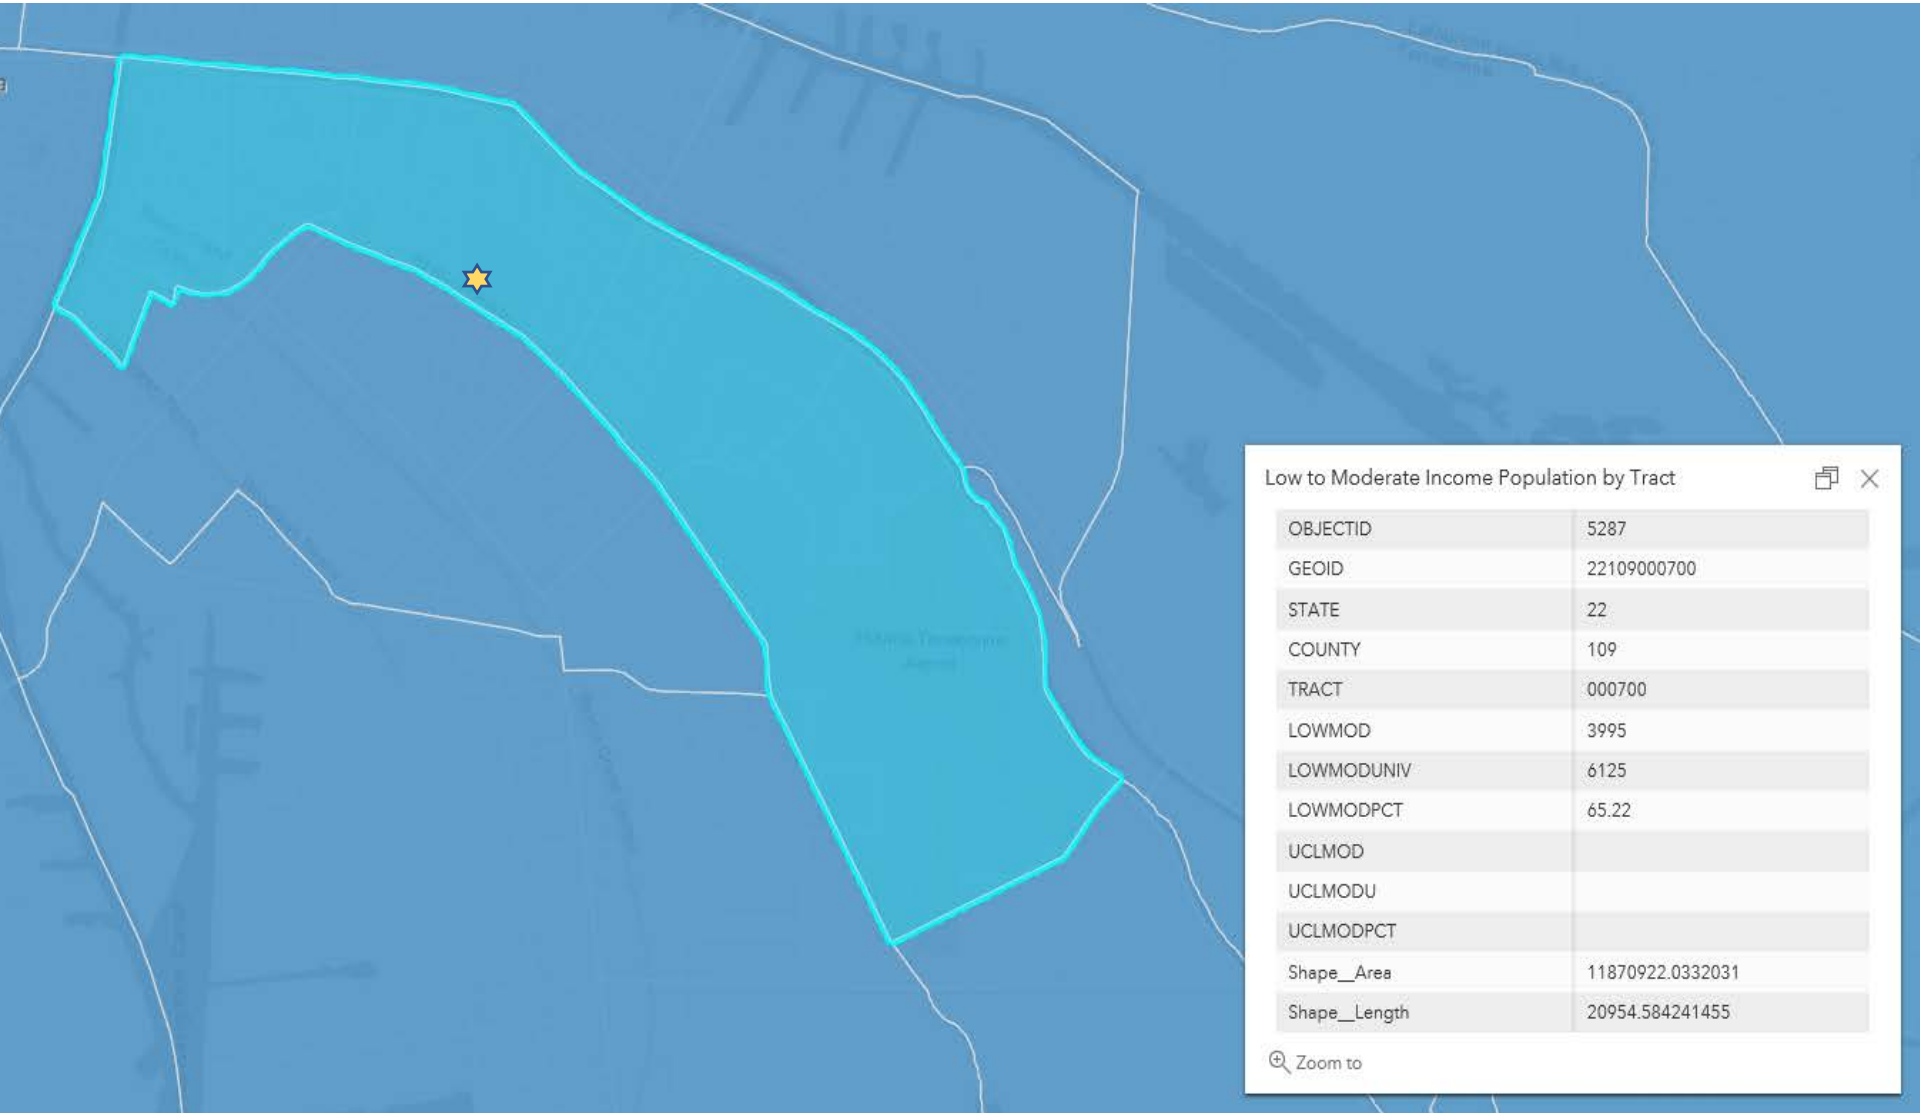 Low to Moderate Income Population by Tract
OBJECTID 5287
GEOID 22109000700
STATE 22
COUNTY 109
TRACT 000700
LOWMOD 3995
LOWMODUNIV 6125
LOWMODPCT 65.22
UCLMOD
UCLMODU
UCLMODPCT
Shape__Area 11870922.0332031
Shape__Length 20954.584241455
Zoom to